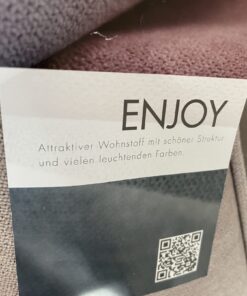 ENJOY
Attraktiver Wohnstoff mit schöner Struktur
und vielen leuchtenden Farben.